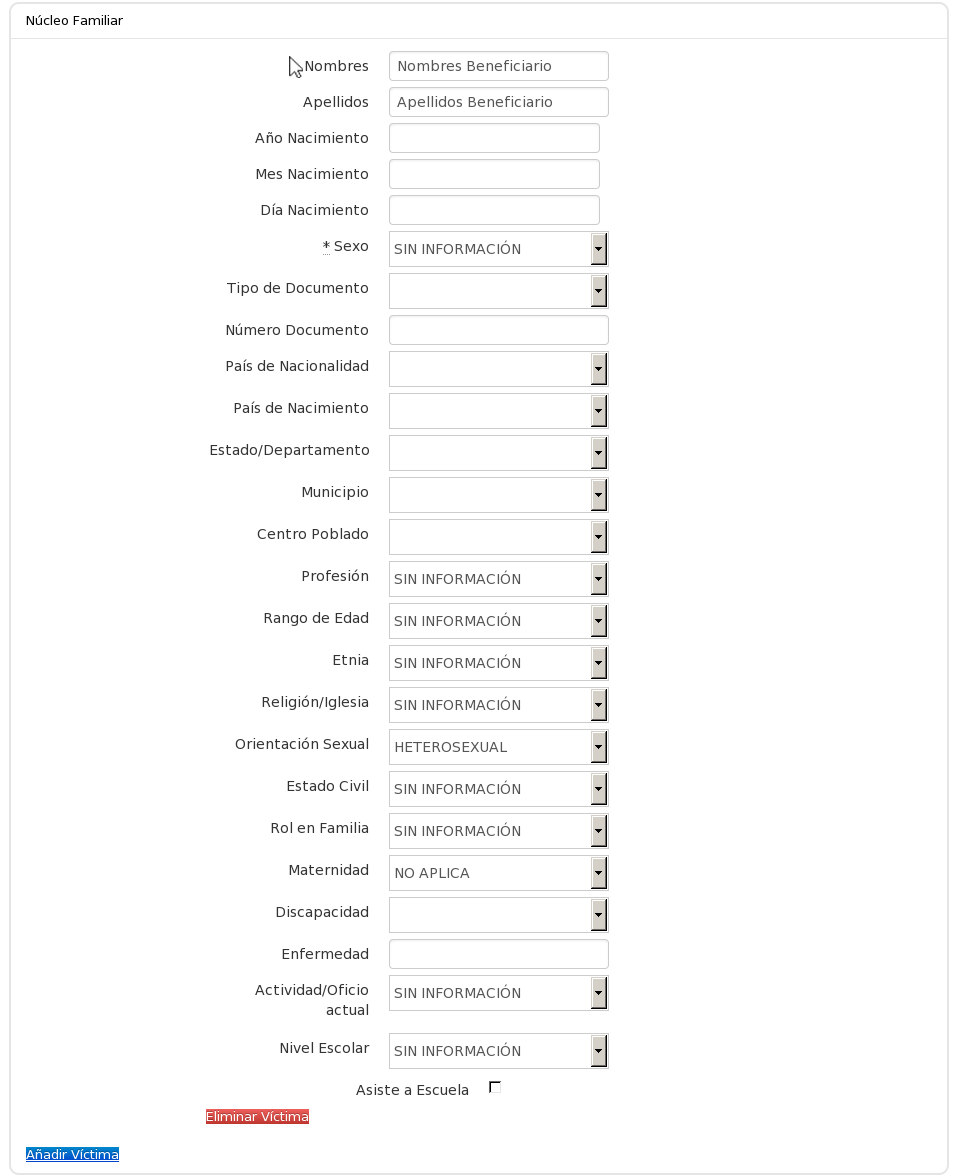 Núcleo Familiar
Nombres Nombres Beneficiario
Apellidos Apellidos Beneficiario
Año Nacimiento
Mes Nacimiento
Día Nacimiento
* Sexo SIN INFORMACIÓN
Tipo de Documento
Número Documento
País de Nacionalidad
País de Nacimiento
Estado/Departamento
Municipio
Centro Poblado
Profesión SIN INFORMACIÓN
Rango de Edad SIN INFORMACIÓN
Etnia SIN INFORMACIÓN
Religión/Iglesia SIN INFORMACIÓN
Orientación Sexual HETEROSEXUAL
Estado Civil SIN INFORMACIÓN
Rol en Familia SIN INFORMACIÓN
Maternidad NO APLICA
Discapacidad
Enfermedad
Actividad/Oficio SIN INFORMACIÓN
actual
Nivel Escolar SIN INFORMACIÓN
Asiste a Escuela
Eliminar Víctima
Añadir Víctima